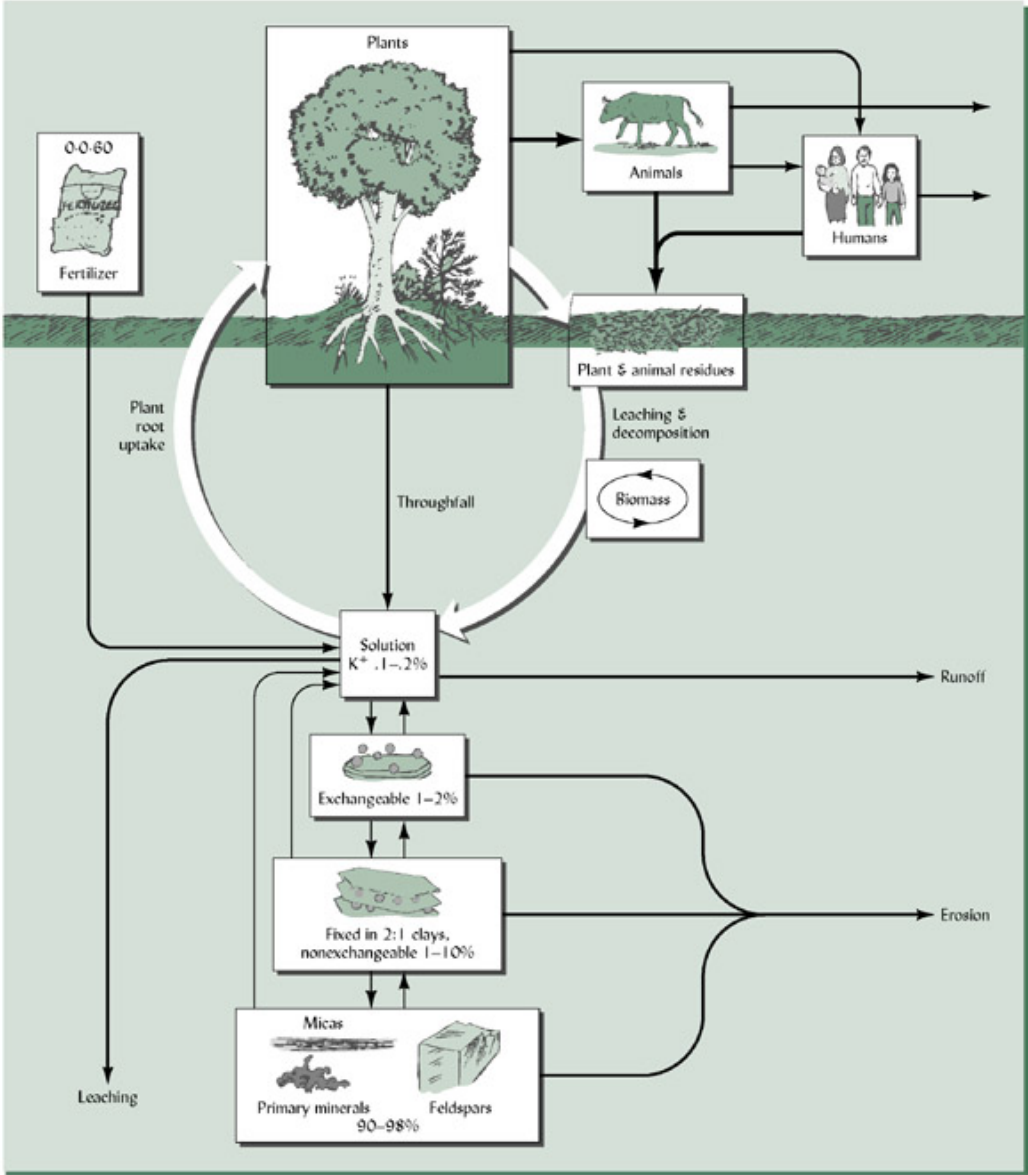 Plants
0-0-60
FERTILIZER
Fertilizer
Animals
Humans
Plant & animal residues
Plant
root
uptake
Leaching &
decomposition
Biomass
Throughfall
Solution
K+ .1–.2%
Runoff
Exchangeable 1–2%
Fixed in 2:1 clays,
nonexchangeable 1–10%
Erosion
Micas
Primary minerals
Feldspars
90–98%
Leaching